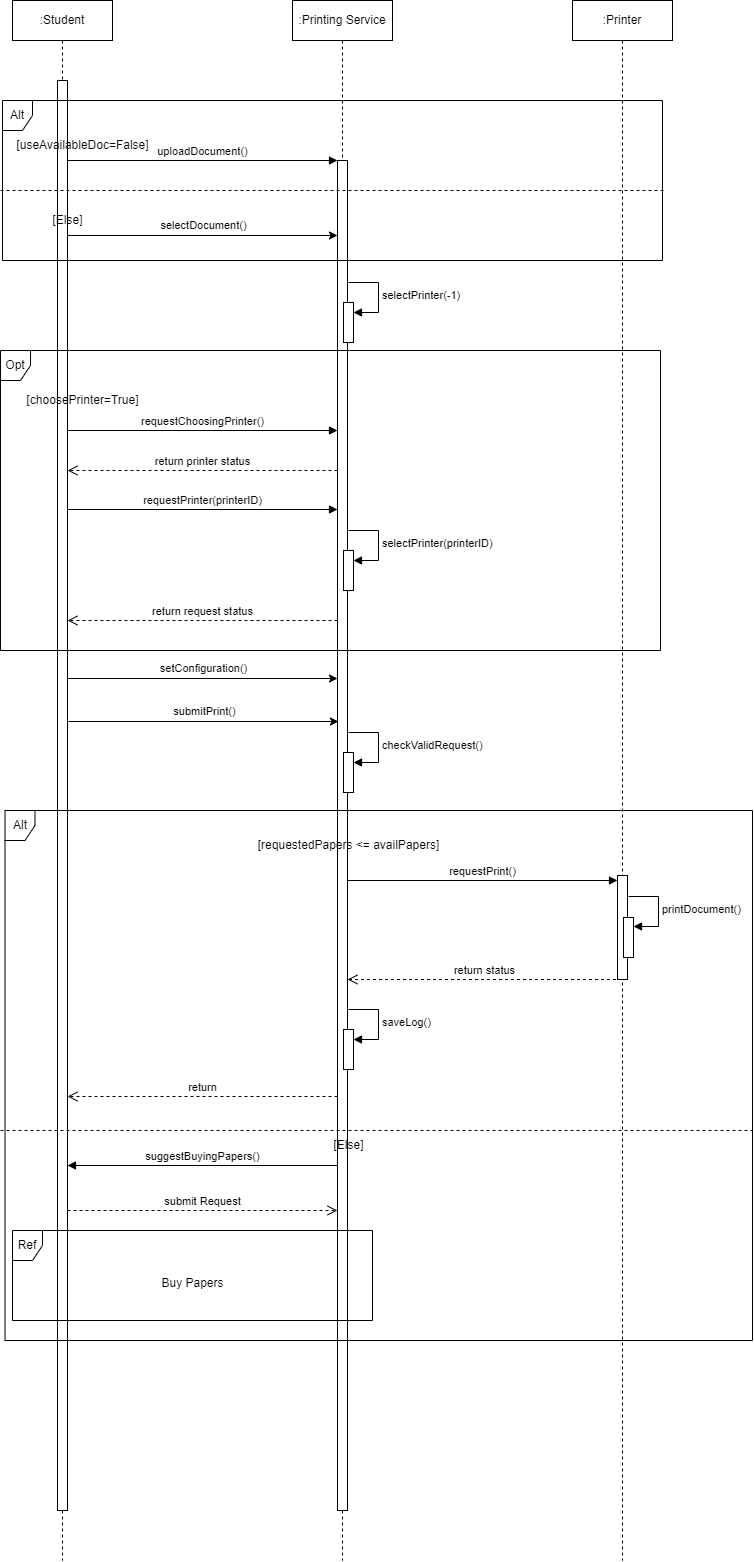 :Student
:Printing Service
:Printer
Alt
[useAvailableDoc=False]
uploadDocument()
[Else]
selectDocument()
selectPrinter(-1)
Opt
[choosePrinter=True]
requestChoosingPrinter()
return printer status
requestPrinter(printerID)
selectPrinter(printerID)
return request status
setConfiguration()
submitPrint()
checkValidRequest()
Alt
[requestedPapers <= availPapers]
requestPrint()
printDocument()
return status
saveLog()
return
[Else]
suggestBuyingPapers()
submit Request
Ref
Buy Papers